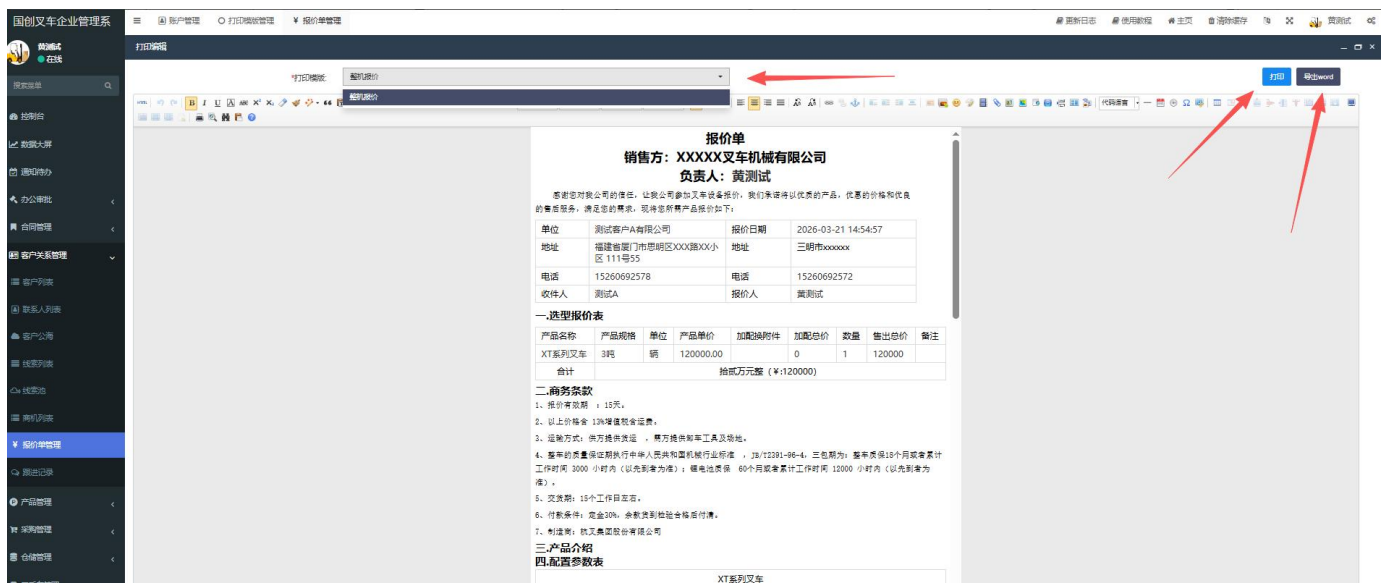 国创叉车企业管理系
账户管理
打印模版管理
¥ 报价单管理
更新日志
使用教程
主页
清除缓存
黄测试
黄测试
在线
搜索菜单
控制台
数据大屏
通知待办
办公审批
合同管理
客户关系管理
客户列表
联系人列表
客户公海
线索列表
线索池
商机列表
¥ 报价单管理
跟进记录
产品管理
采购管理
仓储管理
打印编辑
*打印模版:
整机报价
整机报价
打印
导出word
代码语言
报价单
销售方：XXXXX叉车机械有限公司
负责人：黄测试
感谢您对我公司的信任，让我公司参加叉车设备报价，我们承诺将以优质的产品，优惠的价格和优良
的售后服务，满足您的需求，现将您所需产品报价如下：
单位 测试客户A有限公司 报价日期 2026-03-21 14:54:57
地址 福建省厦门市思明区XXX路XX小 地址 三明市xxxxxx
区 111号55
电话 15260692578 电话 15260692572
收件人 测试A 报价人 黄测试
一.选型报价表
产品名称 产品规格 单位 产品单价 加配换附件 加配总价 数量 售出总价 备注
XT系列叉车 3吨 辆 120000.00 0 1 120000
合计 拾贰万元整（¥:120000)
二.商务条款
1、报价有效期 ：15天。
2、以上价格含 13%增值税含运费；
3、运输方式：供方提供货运 ，需方提供卸车工具及场地。
4、整车的质量保证期执行中华人民共和国机械行业标准 ，JB/T2391-96-4，三包期为：整车质保18个月或者累计
工作时间 3000 小时内（以先到者为准）；锂电池质保 60个月或者累计工作时间 12000 小时内（以先到者为
准）。
5、交货期：15个工作日左右。
6、付款条件：定金30%，余款货到检验合格后付清。
7、制造商：杭叉集团股份有限公司
三.产品介绍
四.配置参数表
XT系列叉车